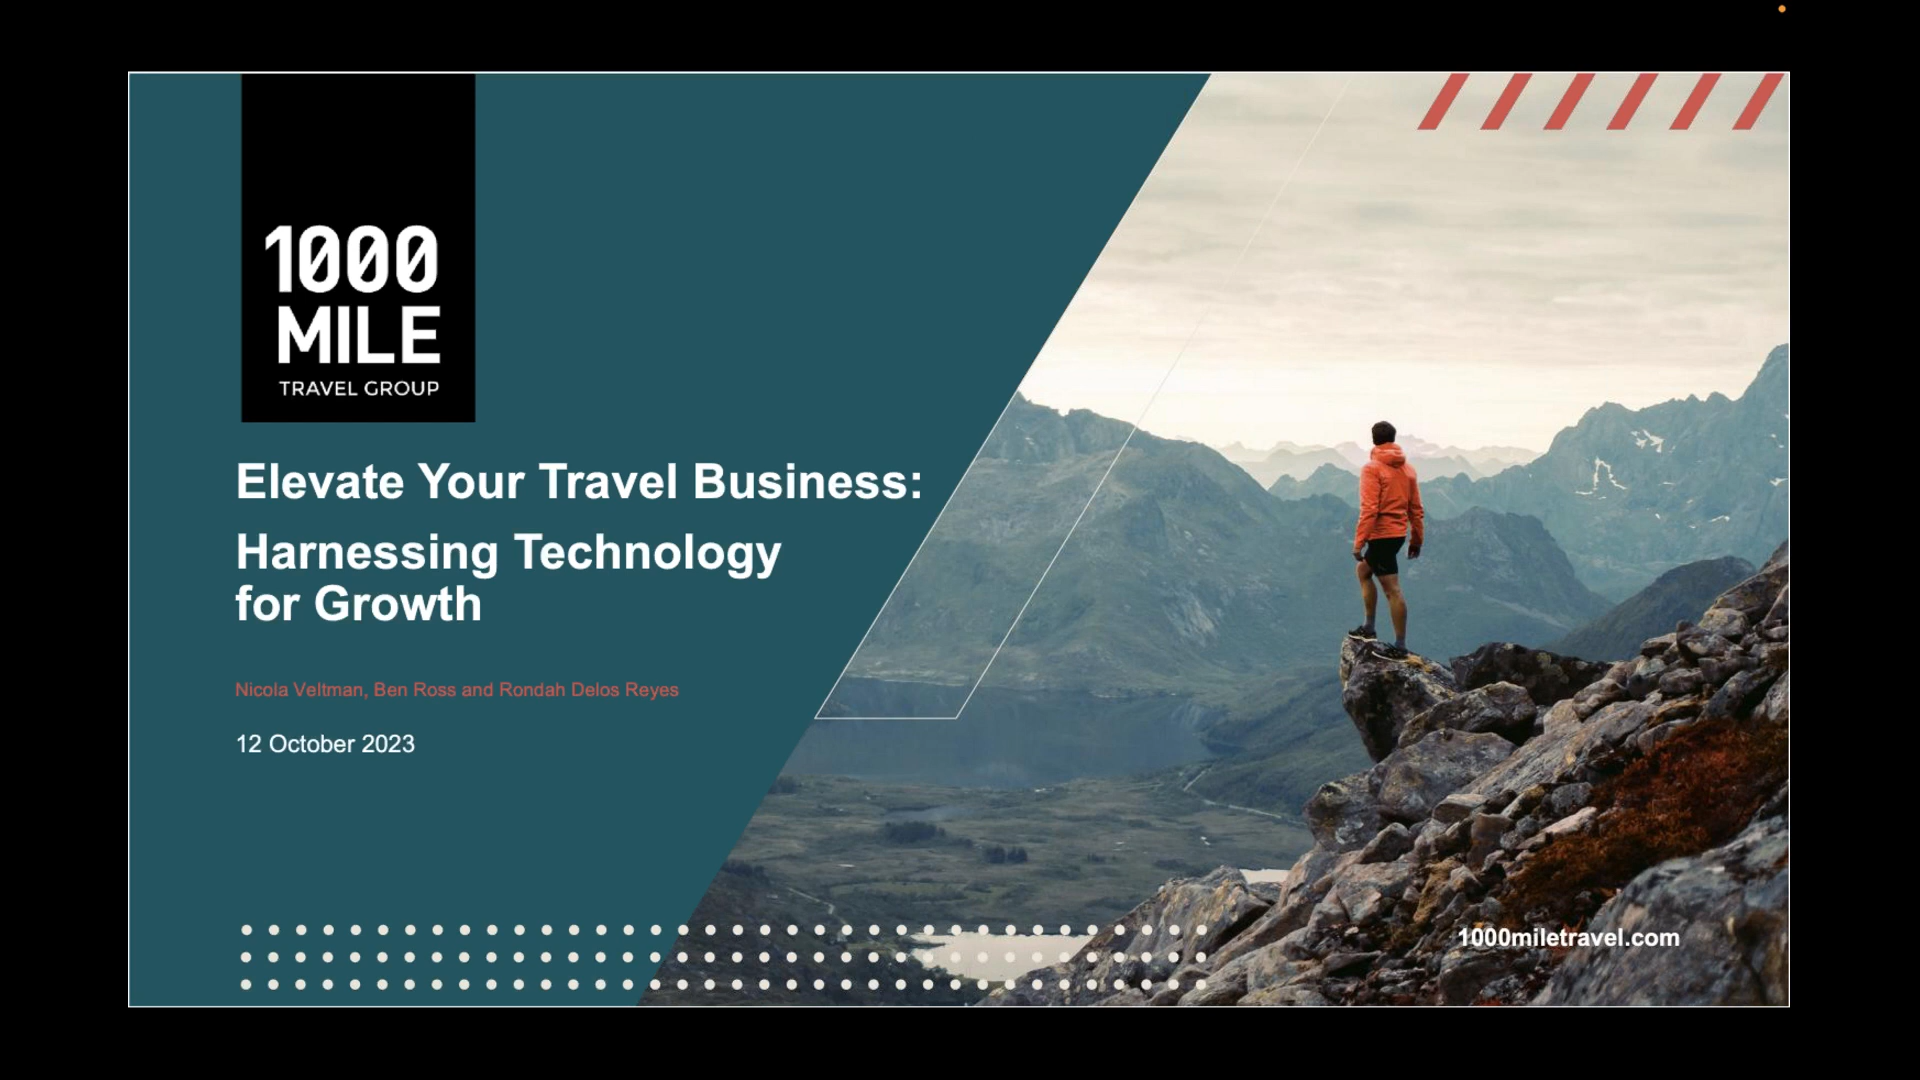 1000
MILE
TRAVEL GROUP
Elevate Your Travel Business:
Harnessing Technology
for Growth
Nicola Veltman, Ben Ross and Rondah Delos Reyes
12 October 2023
1000miletravel.com